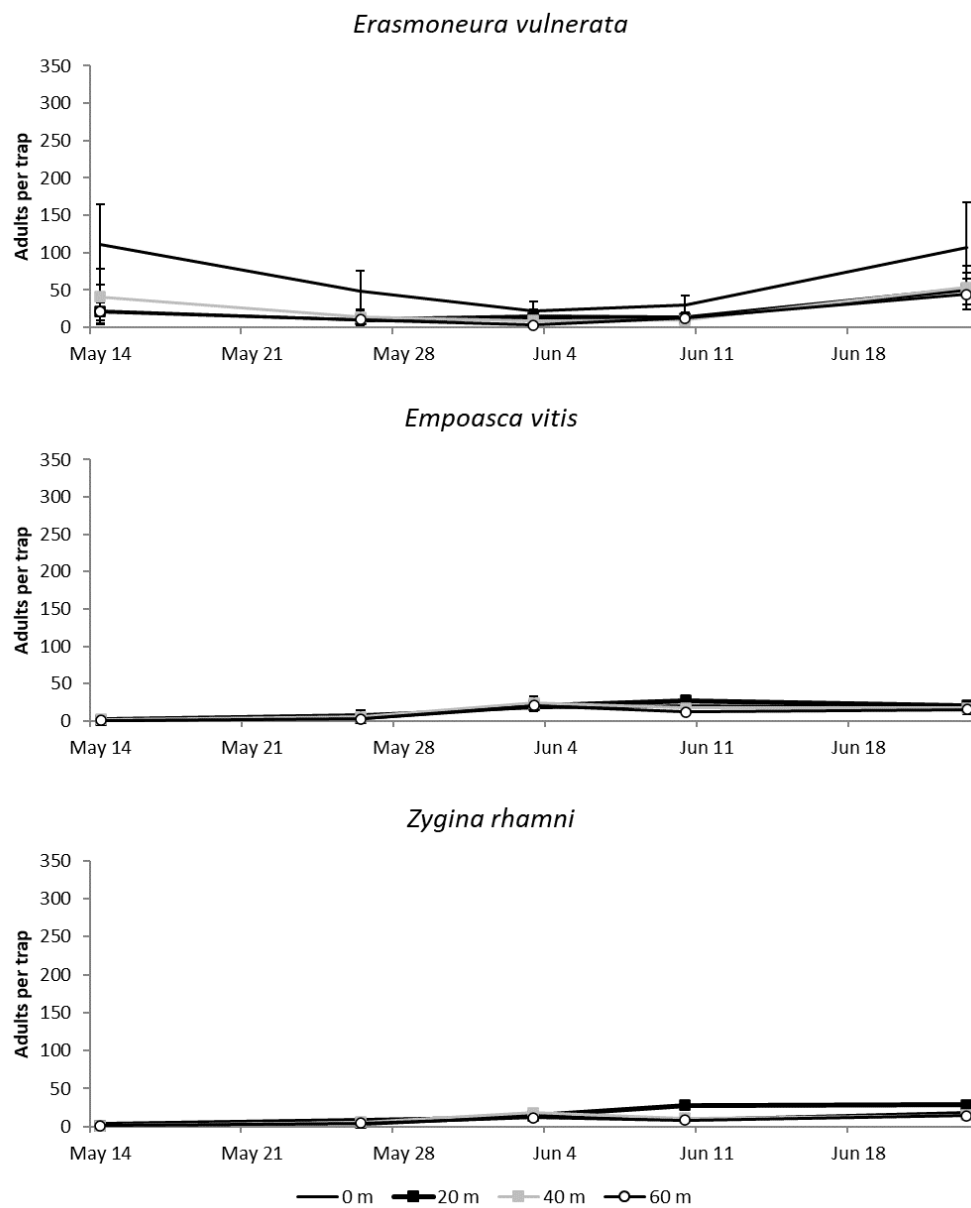 Erasmoneura vulnerata
350
300
250
200
150
100
50
0
Adults per trap
May 14 May 21 May 28 Jun 4 Jun 11 Jun 18
Empoasca vitis
350
300
250
200
150
100
50
0
Adults per trap
May 14 May 21 May 28 Jun 4 Jun 11 Jun 18
Zygina rhamni
350
300
250
200
150
100
50
0
Adults per trap
May 14 May 21 May 28 Jun 4 Jun 11 Jun 18
0 m 20 m 40 m 60 m